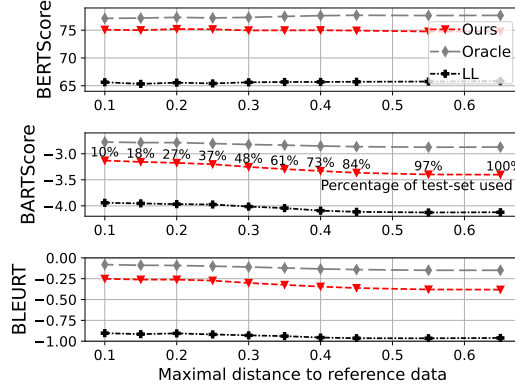 BERTScore
75
70
65
Ours
Oracle
LL
0.1 0.2 0.3 0.4 0.5 0.6
BARTScore
−3.0
−3.5
−4.0
10% 18% 27% 37% 48% 61% 73% 84% 97% 100%
Percentage of test-set used
0.1 0.2 0.3 0.4 0.5 0.6
BLEURT
0.00
−0.25
−0.50
−0.75
−1.00
0.1 0.2 0.3 0.4 0.5 0.6
Maximal distance to reference data